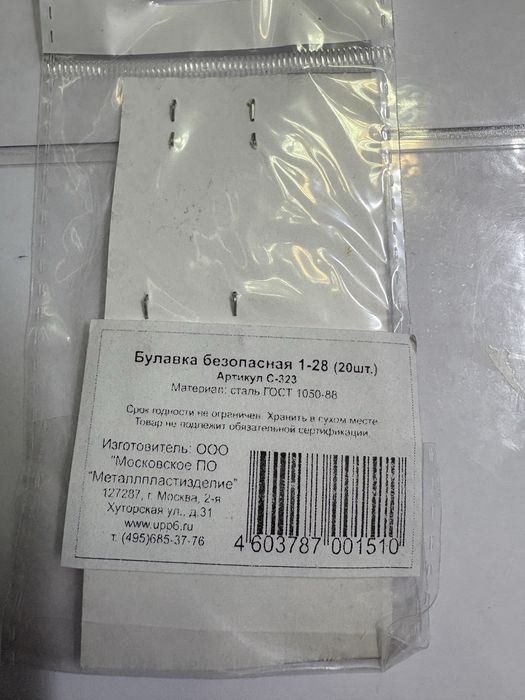 Булавка безопасная 1-28 (20шт.)
Артикул С-323
Материал: сталь ГОСТ 1050-88
Срок годности не ограничен. Хранить в сухом месте
Товар не подлежит обязательной сертификации.
Изготовитель: ООО
"Московское ПО
"Металлпластизделие"
127287, г. Москва, 2-я
Хуторская ул., д.31
www.upp6.ru
т. (495)685-37-76
4 603787 001510